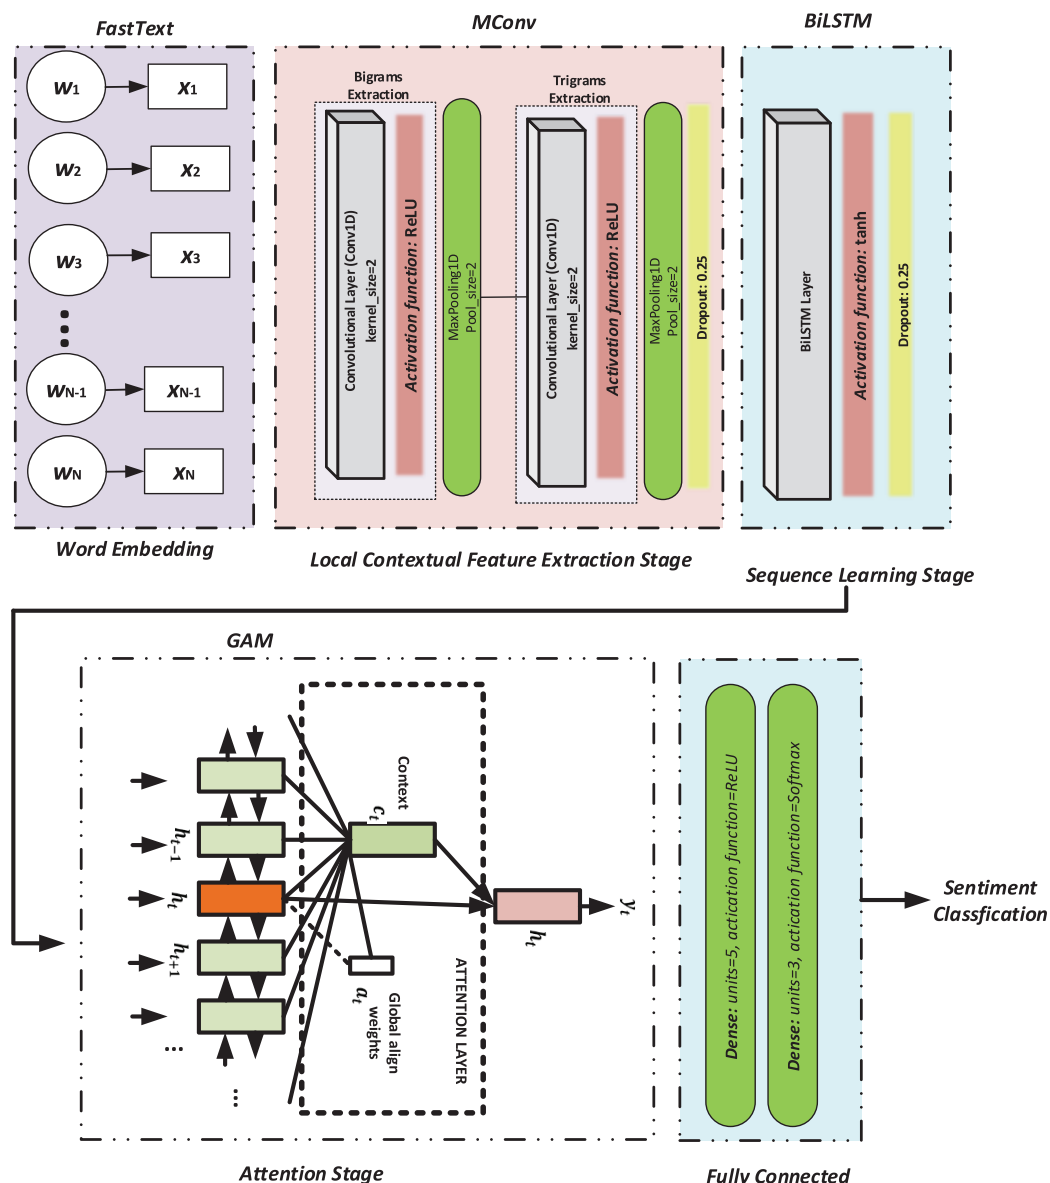 FastText
MConv
BiLSTM
w1
x1
w2
x2
w3
x3
wN-1
xN-1
wN
xN
Word Embedding
Bigrams
Extraction
Convolutional Layer (Conv1D)
kernel_size=2
Activation function: ReLU
MaxPooling1D
Pool_size=2
Trigrams
Extraction
Convolutional Layer (Conv1D)
kernel_size=2
Activation function: ReLU
MaxPooling1D
Pool_size=2
Dropout: 0.25
Local Contextual Feature Extraction Stage
BiLSTM Layer
Activation function: tanh
Dropout: 0.25
Sequence Learning Stage
GAM
ht-1
ht
ht+1
...
...
Context
ct
at
Global align
weights
ATTENTION LAYER
ht
yt
Attention Stage
Dense: units=5, actication function=ReLU
Dense: units=3, actication function=Softmax
Fully Connected
Sentiment
Classfication